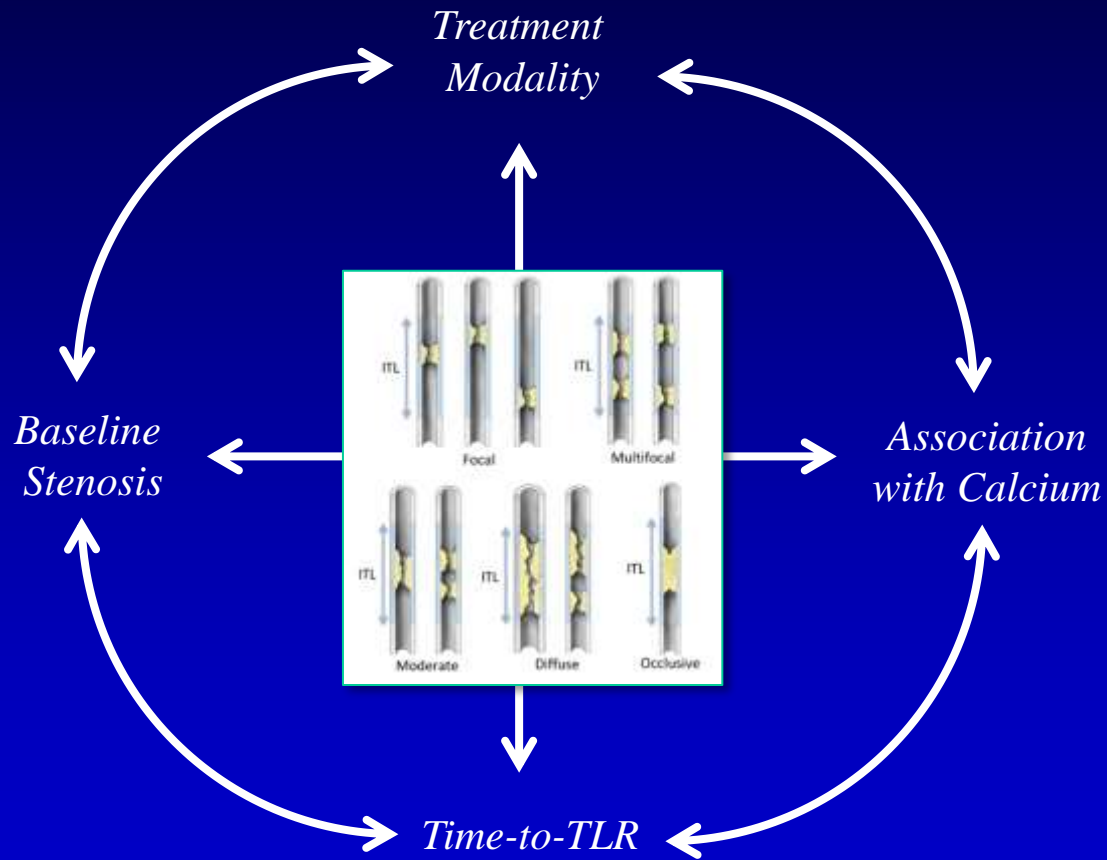 Treatment
Modality
Baseline
Stenosis
ITL
ITL
Focal
Multifocal
ITL
ITL
ITL
Moderate
Diffuse
Occlusive
Association
with Calcium
Time-to-TLR